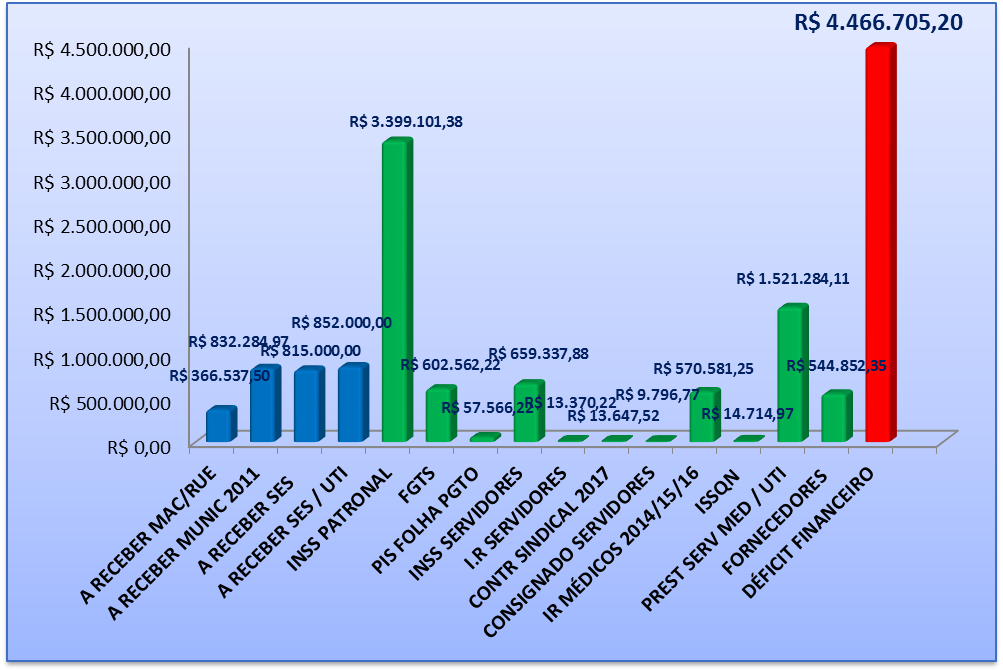 R$ 4.466.705,20
R$ 4.500.000,00
R$ 4.000.000,00
R$ 3.500.000,00
R$ 3.000.000,00
R$ 2.500.000,00
R$ 2.000.000,00
R$ 1.500.000,00
R$ 1.000.000,00
R$ 500.000,00
R$ 0,00
R$ 366.537,50
R$ 832.284,97
R$ 815.000,00
R$ 852.000,00
R$ 3.399.101,38
R$ 602.562,22
R$ 57.566,22
R$ 659.337,88
R$ 13.370,22
R$ 13.647,52
R$ 9.796,77
R$ 570.581,25
R$ 14.714,97
R$ 1.521.284,11
R$ 544.852,35
A RECEBER MAC/RUE
A RECEBER MUNIC 2011
A RECEBER SES
A RECEBER SES / UTI
INSS PATRONAL
FGTS
PIS FOLHA PGTO
INSS SERVIDORES
I.R SERVIDORES
CONTR SINDICAL 2017
CONSIGNADO SERVIDORES
IR MÉDICOS 2014/15/16
ISSQN
PREST SERV MED / UTI
FORNECEDORES
DÉFICIT FINANCEIRO